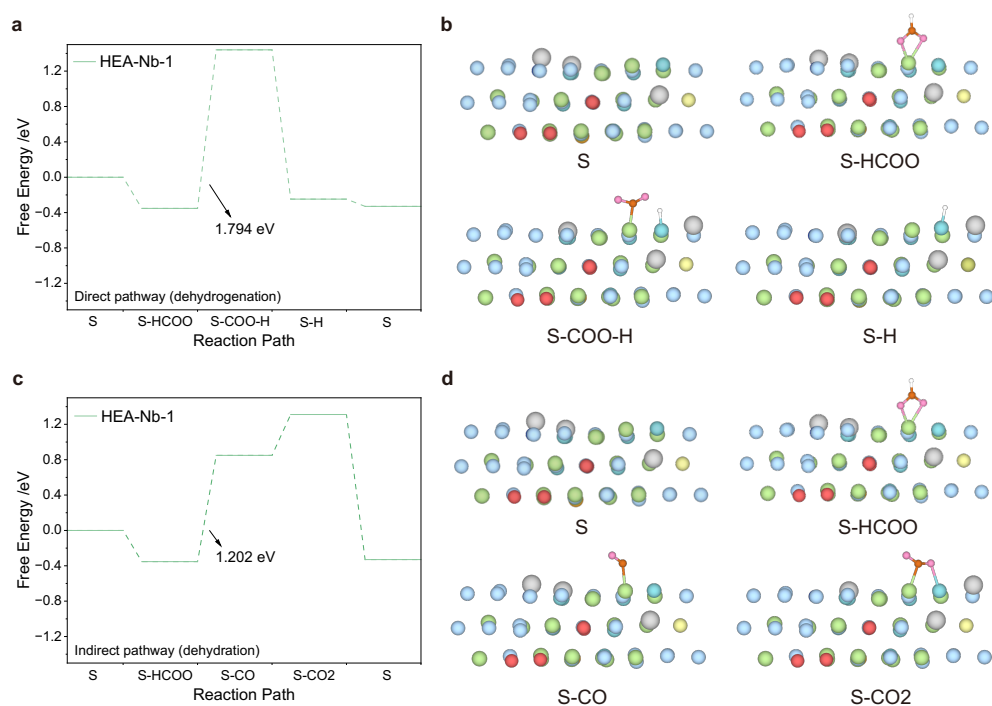 a
HEA-Nb-1
1.2
0.8
0.4
0.0
−0.4
−0.8
−1.2
Free Energy /eV
1.794 eV
Direct pathway (dehydrogenation)
S S-HCOO S-COO-H S-H S
Reaction Path
b
S
S-HCOO
S-COO-H
S-H
c
HEA-Nb-1
1.2
0.8
0.4
0.0
−0.4
−0.8
−1.2
Free Energy /eV
1.202 eV
Indirect pathway (dehydration)
S S-HCOO S-CO S-CO2 S
Reaction Path
d
S
S-HCOO
S-CO
S-CO2